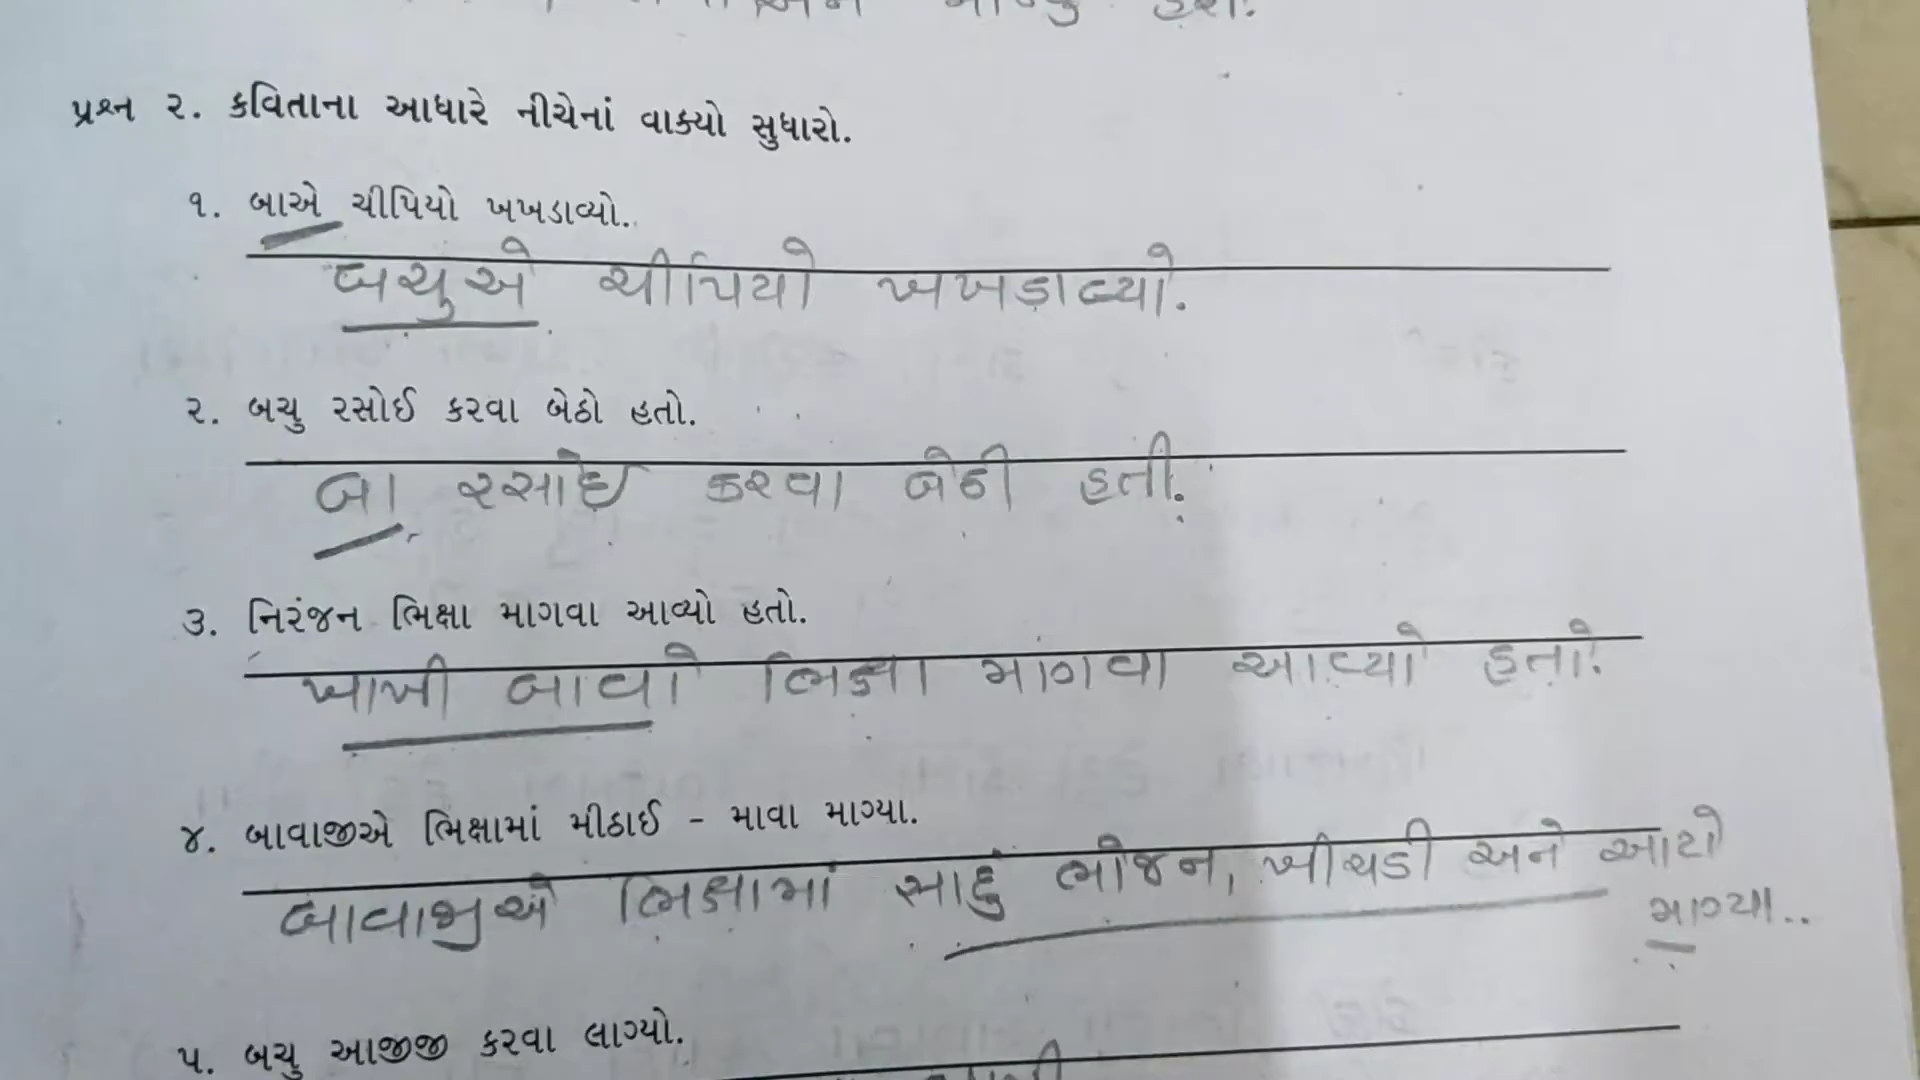 પ્રશ્ન ૨. કવિતાના આધારે નીચેનાં વાક્યો સુધારો.
૧. બાએ ચીપિયો ખખડાવ્યો.
બચુએ ચીપિયો ખખડાવ્યો.
૨. બચુ રસોઈ કરવા બેઠો હતો.
બા રસોઈ કરવા બેઠી હતી.
૩. નિરંજન ભિક્ષા માગવા આવ્યો હતો.
ખાખી બાવો ભિક્ષા માંગવા આવ્યો હતો.
૪. બાવાજીએ ભિક્ષામાં મીઠાઈ - માવા માગ્યા.
બાવાજીએ ભિક્ષામાં સાદું ભોજન, ખીચડી અને આટો
માગ્યા..
૫. બચુ આજીજી કરવા લાગ્યો.